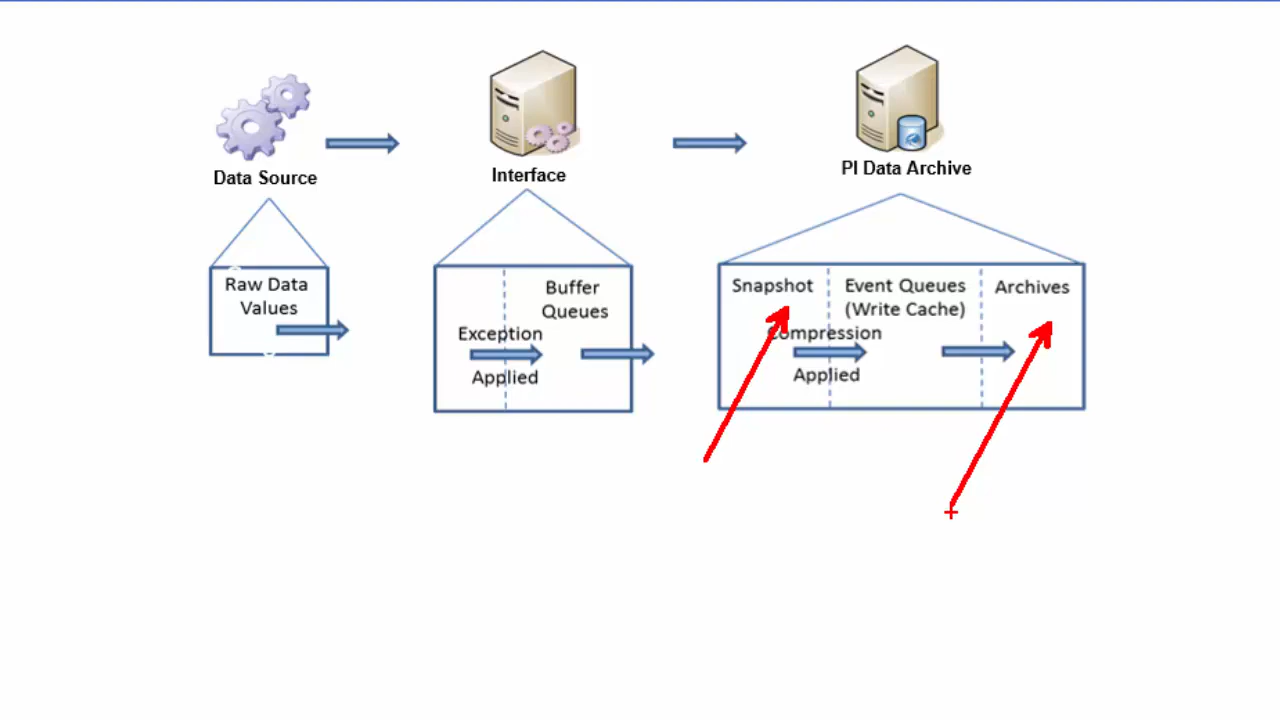 Data Source
Interface
PI Data Archive
Raw Data
Values
Buffer
Queues
Exception
Applied
Snapshot
Event Queues
(Write Cache)
Archives
Compression
Applied